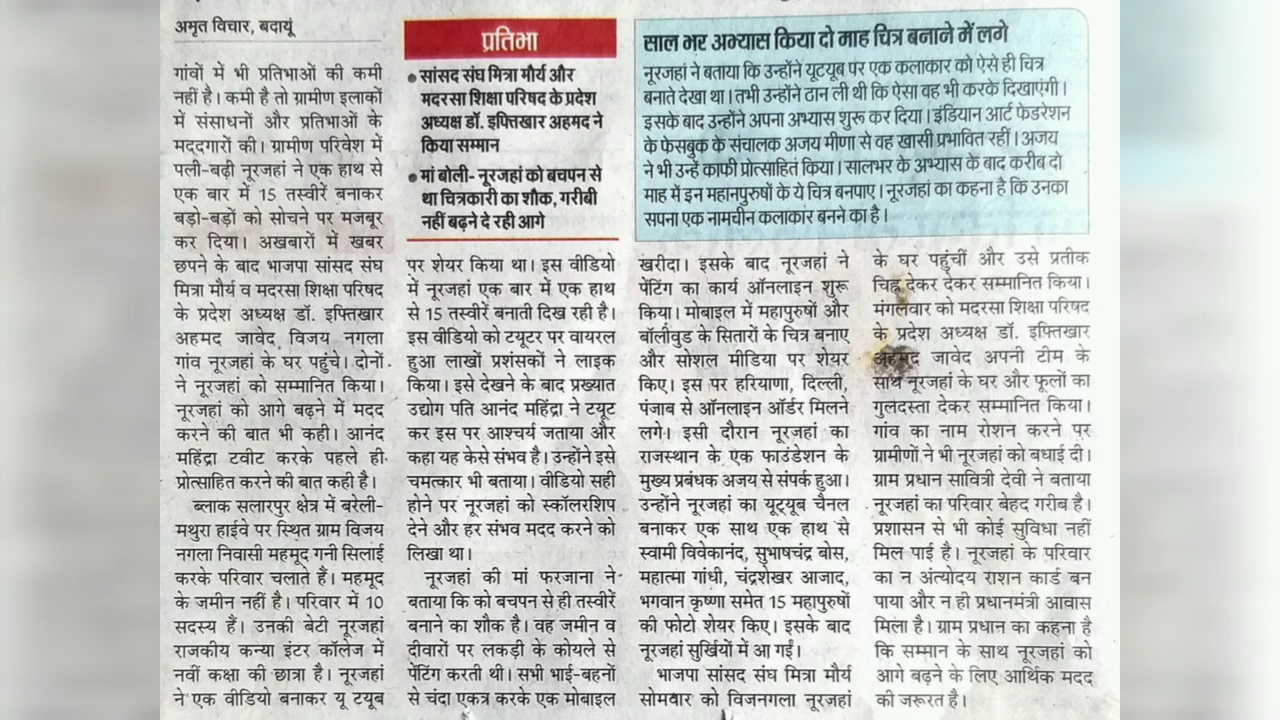 अमृत विचार, बदायूं
गांवों में भी प्रतिभाओं की कमी
नहीं है। कमी है तो ग्रामीण इलाकों
में संसाधनों और प्रतिभाओं के
मददगारों की। ग्रामीण परिवेश में
पली-बढ़ी नूरजहां ने एक हाथ से
एक बार में 15 तस्वीरें बनाकर
बड़ो-बड़ों को सोचने पर मजबूर
कर दिया। अखबारों में खबर
छपने के बाद भाजपा सांसद संघ
मित्रा मौर्य व मदरसा शिक्षा परिषद
के प्रदेश अध्यक्ष डॉ. इफ्तिखार
अहमद जावेद विजय नगला
गांव नूरजहां के घर पहुंचे। दोनों
ने नूरजहां को सम्मानित किया।
नूरजहां को आगे बढ़ने में मदद
करने की बात भी कही। आनंद
महिंद्रा टवीट करके पहले ही
प्रोत्साहित करने की बात कही है।
ब्लाक सलारपुर क्षेत्र में बरेली-
मथुरा हाईवे पर स्थित ग्राम विजय
नगला निवासी महमूद गनी सिलाई
करके परिवार चलाते हैं। महमूद
के जमीन नहीं है। परिवार में 10
सदस्य हैं। उनकी बेटी नूरजहां
राजकीय कन्या इंटर कॉलेज में
नवीं कक्षा की छात्रा है। नूरजहां
ने एक वीडियो बनाकर यू टयूब
प्रतिभा
● सांसद संघ मित्रा मौर्य और
मदरसा शिक्षा परिषद के प्रदेश
अध्यक्ष डॉ. इफ्तिखार अहमद ने
किया सम्मान
● मां बोली- नूरजहां को बचपन से
था चित्रकारी का शौक, गरीबी
नहीं बढ़ने दे रही आगे
पर शेयर किया था। इस वीडियो
में नूरजहां एक बार में एक हाथ
से 15 तस्वीरें बनाती दिख रही है।
इस वीडियो को टयूटर पर वायरल
हुआ लाखों प्रशंसकों ने लाइक
किया। इसे देखने के बाद प्रख्यात
उद्योग पति आनंद महिंद्रा ने टयूट
कर इस पर आश्चर्य जताया और
कहा यह केसे संभव है। उन्होंने इसे
चमत्कार भी बताया। वीडियो सही
होने पर नूरजहां को स्कॉलरशिप
देने और हर संभव मदद करने को
लिखा था।
नूरजहां की मां फरजाना ने
बताया कि को बचपन से ही तस्वीरें
बनाने का शौक है। वह जमीन व
दीवारों पर लकड़ी के कोयले से
पेंटिंग करती थी। सभी भाई-बहनों
से चंदा एकत्र करके एक मोबाइल
साल भर अभ्यास किया दो माह चित्र बनाने में लगे
नूरजहां ने बताया कि उन्होंने यूटयूब पर एक कलाकार को ऐसे ही चित्र
बनाते देखा था। तभी उन्होंने ठान ली थी कि ऐसा वह भी करके दिखाएंगी।
इसके बाद उन्होंने अपना अभ्यास शुरू कर दिया। इंडियान आर्ट फेडरेशन
के फेसबुक के संचालक अजय मीणा से वह खासी प्रभावित रहीं। अजय
ने भी उन्हें काफी प्रोत्साहित किया। सालभर के अभ्यास के बाद करीब दो
माह में इन महानपुरुषों के ये चित्र बनपाए। नूरजहां का कहना है कि उनका
सपना एक नामचीन कलाकार बनने का है।
खरीदा। इसके बाद नूरजहां ने
पेंटिंग का कार्य ऑनलाइन शुरू
किया। मोबाइल में महापुरुषों और
बॉलीवुड के सितारों के चित्र बनाए
और सोशल मीडिया पर शेयर
किए। इस पर हरियाणा, दिल्ली,
पंजाब से ऑनलाइन ऑर्डर मिलने
लगे। इसी दौरान नूरजहां का
राजस्थान के एक फाउंडेशन के
मुख्य प्रबंधक अजय से संपर्क हुआ।
उन्होंने नूरजहां का यूट्यूब चैनल
बनाकर एक साथ एक हाथ से
स्वामी विवेकानंद, सुभाषचंद्र बोस,
महात्मा गांधी, चंद्रशेखर आजाद,
भगवान कृष्णा समेत 15 महापुरुषों
की फोटो शेयर किए। इसके बाद
नूरजहां सुर्खियों में आ गईं।
भाजपा सांसद संघ मित्रा मौर्य
सोमवार को विजनगला नूरजहां
के घर पहुंचीं और उसे प्रतीक
चिह्न देकर देकर सम्मानित किया।
मंगलवार को मदरसा शिक्षा परिषद
के प्रदेश अध्यक्ष डॉ. इफ्तिखार
अहमद जावेद अपनी टीम के
साथ नूरजहां के घर और फूलों का
गुलदस्ता देकर सम्मानित किया।
गांव का नाम रोशन करने पर
ग्रामीणों ने भी नूरजहां को बधाई दी।
ग्राम प्रधान सावित्री देवी ने बताया
नूरजहां का परिवार बेहद गरीब है।
प्रशासन से भी कोई सुविधा नहीं
मिल पाई है। नूरजहां के परिवार
का न अंत्योदय राशन कार्ड बन
पाया और न ही प्रधानमंत्री आवास
मिला है। ग्राम प्रधान का कहना है
कि सम्मान के साथ नूरजहां को
आगे बढ़ने के लिए आर्थिक मदद
की जरूरत है।